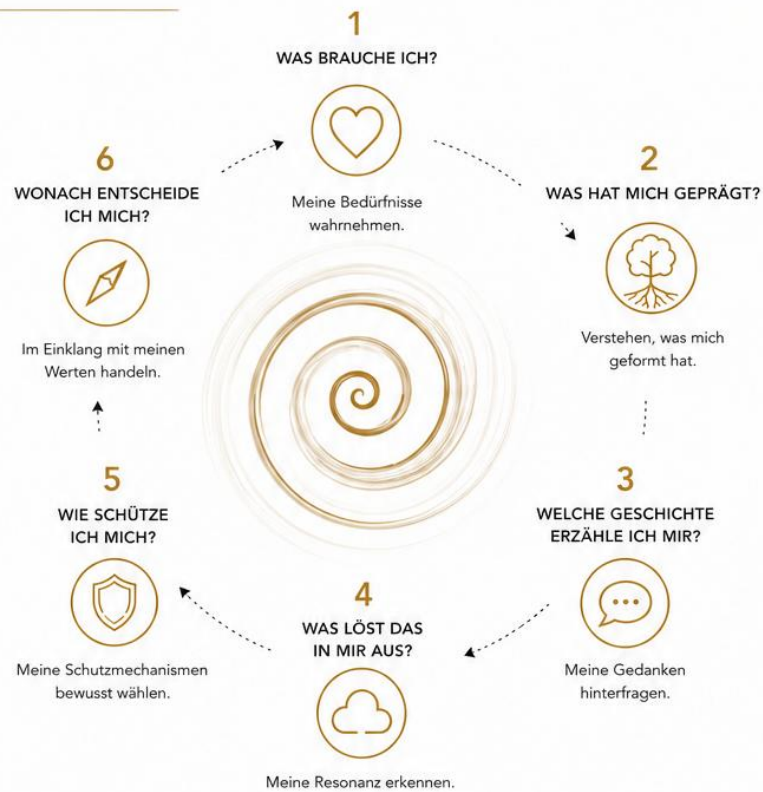 1
WAS BRAUCHE ICH?
Meine Bedürfnisse
wahrnehmen.
2
WAS HAT MICH GEPRÄGT?
Verstehen, was mich
geformt hat.
3
WELCHE GESCHICHTE
ERZÄHLE ICH MIR?
Meine Gedanken
hinterfragen.
4
WAS LÖST DAS
IN MIR AUS?
Meine Resonanz erkennen.
5
WIE SCHÜTZE
ICH MICH?
Meine Schutzmechanismen
bewusst wählen.
6
WONACH ENTSCHEIDE
ICH MICH?
Im Einklang mit meinen
Werten handeln.